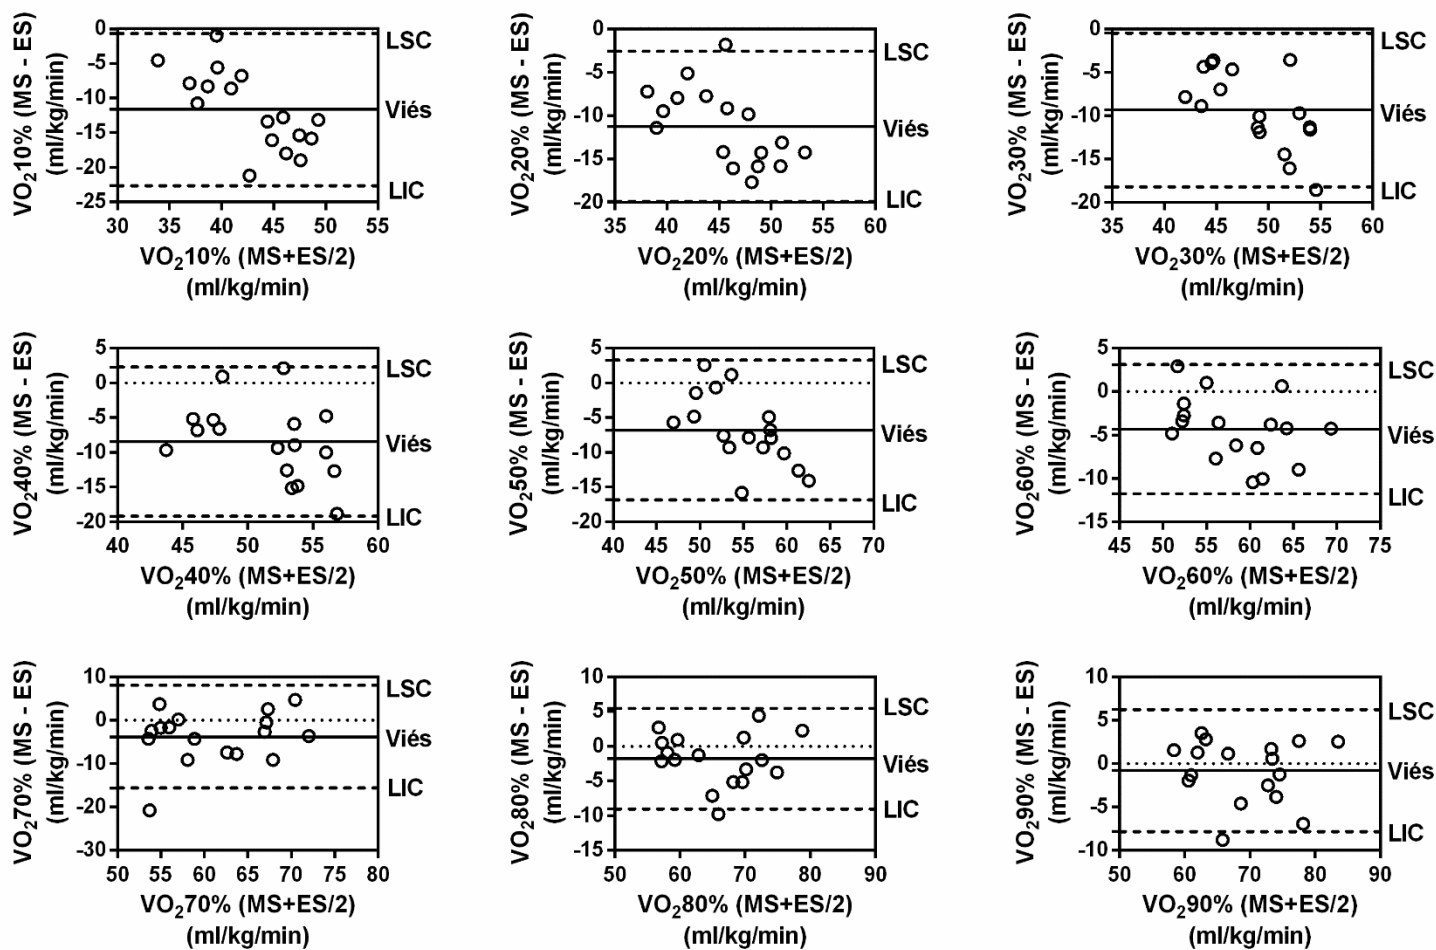 VO₂10% (MS - ES)
(ml/kg/min)
0
-5
-10
-15
-20
-25
LSC
Viés
LIC
30 35 40 45 50 55
VO₂10% (MS+ES/2)
(ml/kg/min)
VO₂20% (MS - ES)
(ml/kg/min)
0
-5
-10
-15
-20
LSC
Viés
LIC
35 40 45 50 55 60
VO₂20% (MS+ES/2)
(ml/kg/min)
VO₂30% (MS - ES)
(ml/kg/min)
0
-5
-10
-15
-20
LSC
Viés
LIC
35 40 45 50 55 60
VO₂30% (MS+ES/2)
(ml/kg/min)
VO₂40% (MS - ES)
(ml/kg/min)
5
0
-5
-10
-15
-20
LSC
Viés
LIC
40 45 50 55 60
VO₂40% (MS+ES/2)
(ml/kg/min)
VO₂50% (MS - ES)
(ml/kg/min)
5
0
-5
-10
-15
-20
LSC
Viés
LIC
40 45 50 55 60 65 70
VO₂50% (MS+ES/2)
(ml/kg/min)
VO₂60% (MS - ES)
(ml/kg/min)
5
0
-5
-10
-15
LSC
Viés
LIC
45 50 55 60 65 70 75
VO₂60% (MS+ES/2)
(ml/kg/min)
VO₂70% (MS - ES)
(ml/kg/min)
10
0
-10
-20
-30
LSC
Viés
LIC
50 55 60 65 70 75 80
VO₂70% (MS+ES/2)
(ml/kg/min)
VO₂80% (MS - ES)
(ml/kg/min)
10
5
0
-5
-10
-15
LSC
Viés
LIC
50 60 70 80 90
VO₂80% (MS+ES/2)
(ml/kg/min)
VO₂90% (MS - ES)
(ml/kg/min)
10
5
0
-5
-10
LSC
Viés
LIC
50 60 70 80 90
VO₂90% (MS+ES/2)
(ml/kg/min)